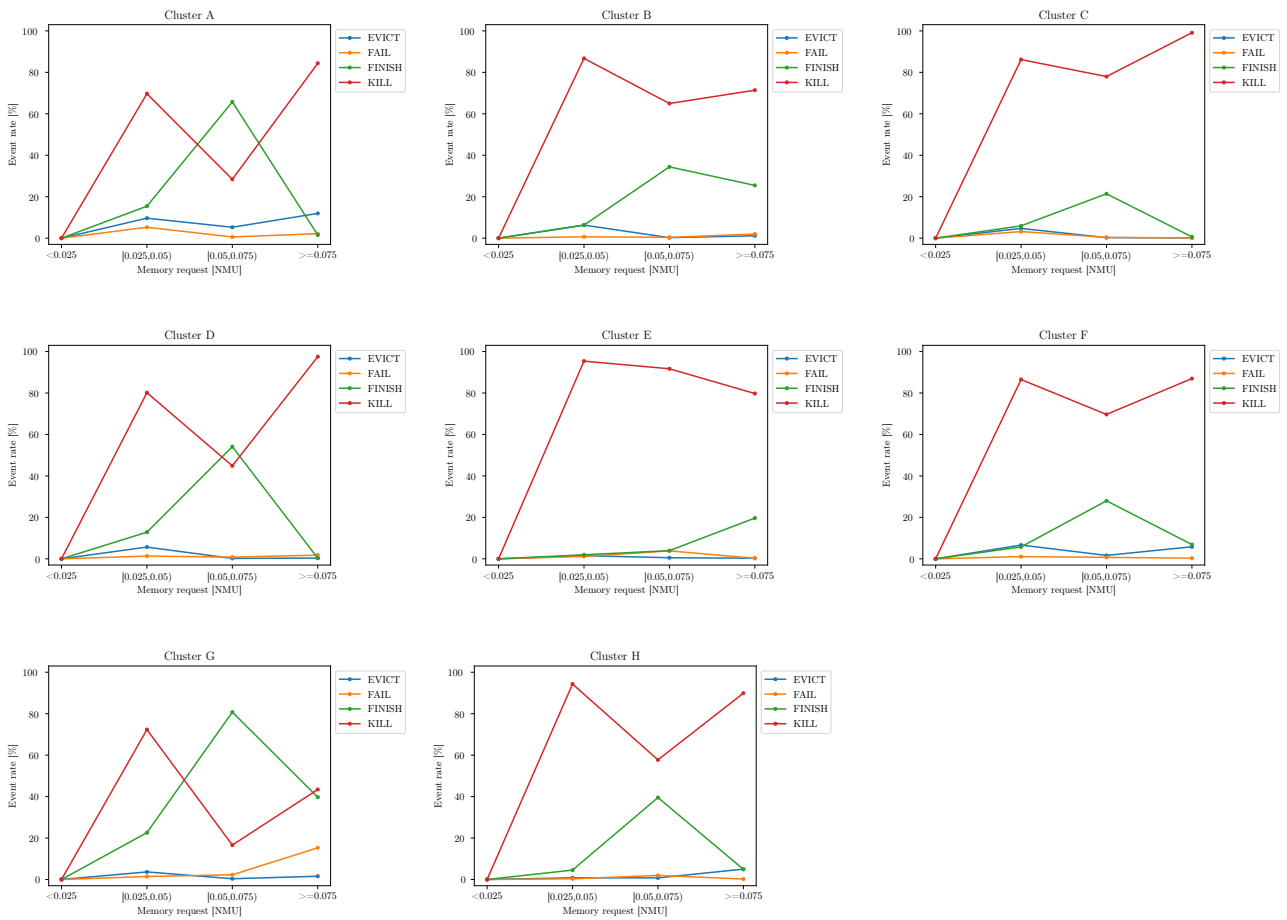 Cluster A
100
80
60
40
20
0
Event rate [%]
<0.025
[0.025,0.05)
[0.05,0.075)
>=0.075
Memory request [NMU]
EVICT
FAIL
FINISH
KILL
Cluster B
100
80
60
40
20
0
Event rate [%]
<0.025
[0.025,0.05)
[0.05,0.075)
>=0.075
Memory request [NMU]
EVICT
FAIL
FINISH
KILL
Cluster C
100
80
60
40
20
0
Event rate [%]
<0.025
[0.025,0.05)
[0.05,0.075)
>=0.075
Memory request [NMU]
EVICT
FAIL
FINISH
KILL
Cluster D
100
80
60
40
20
0
Event rate [%]
<0.025
[0.025,0.05)
[0.05,0.075)
>=0.075
Memory request [NMU]
EVICT
FAIL
FINISH
KILL
Cluster E
100
80
60
40
20
0
Event rate [%]
<0.025
[0.025,0.05)
[0.05,0.075)
>=0.075
Memory request [NMU]
EVICT
FAIL
FINISH
KILL
Cluster F
100
80
60
40
20
0
Event rate [%]
<0.025
[0.025,0.05)
[0.05,0.075)
>=0.075
Memory request [NMU]
EVICT
FAIL
FINISH
KILL
Cluster G
100
80
60
40
20
0
Event rate [%]
<0.025
[0.025,0.05)
[0.05,0.075)
>=0.075
Memory request [NMU]
EVICT
FAIL
FINISH
KILL
Cluster H
100
80
60
40
20
0
Event rate [%]
<0.025
[0.025,0.05)
[0.05,0.075)
>=0.075
Memory request [NMU]
EVICT
FAIL
FINISH
KILL